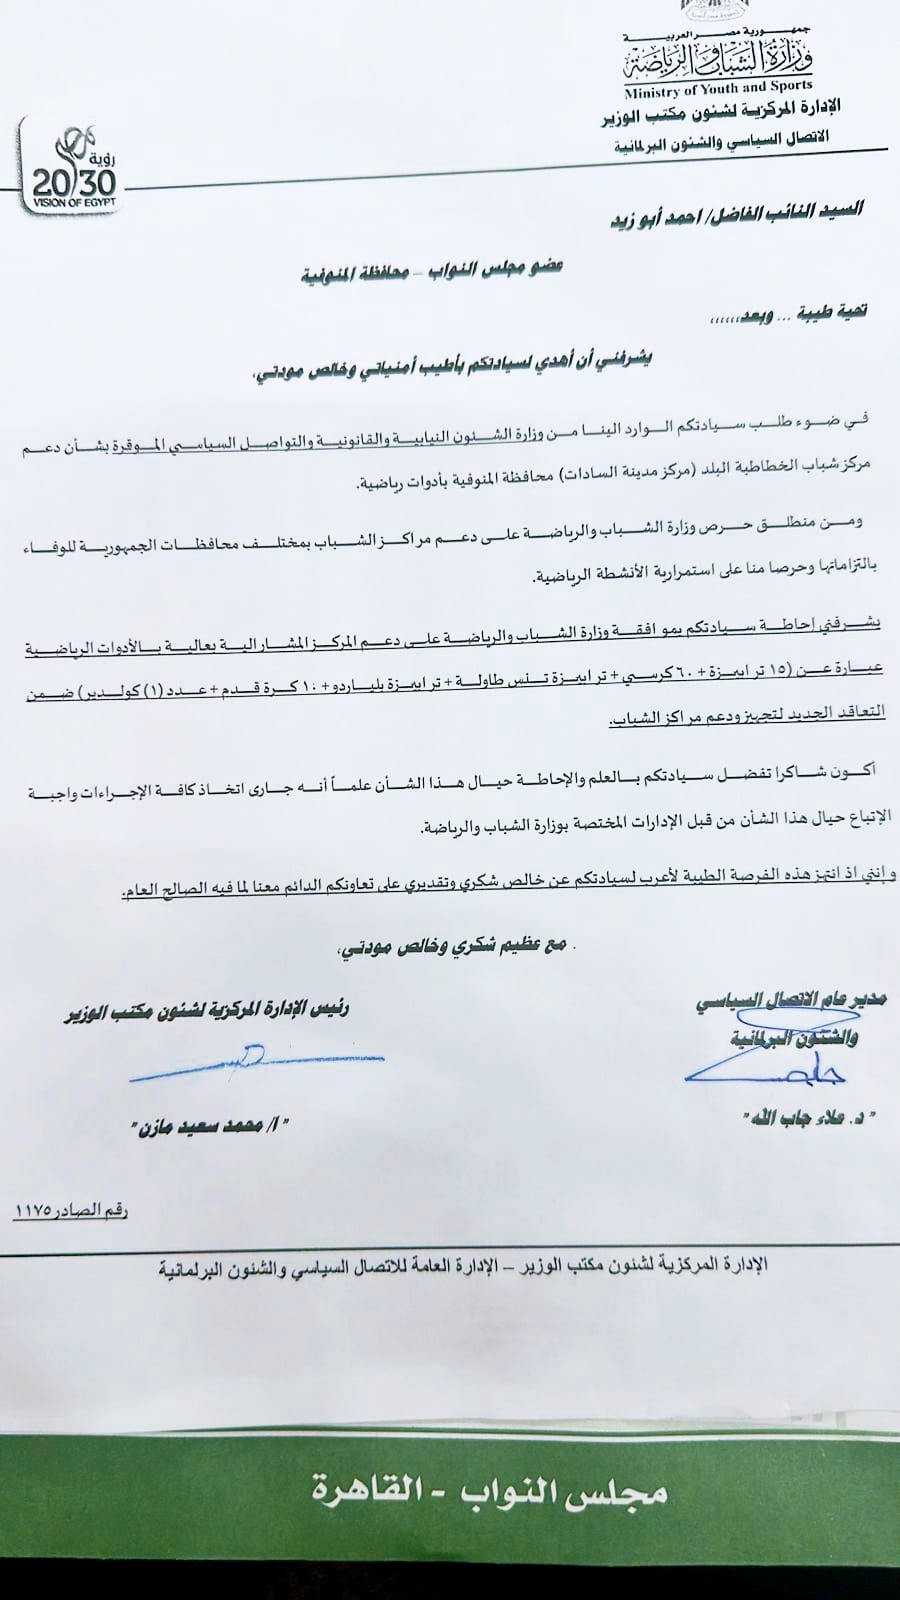 جمهورية مصر العربية
وزارة الشباب والرياضة
Ministry of Youth and Sports
الإدارة المركزية لشئون مكتب الوزير
الاتصال السياسي والشئون البرلمانية
رؤية مصر
2030
VISION OF EGYPT
السيد النائب الفاضل/ احمد أبو زيد
عضو مجلس النواب – محافظة المنوفية
تحية طيبة ... وبعد،،،،،،
يشرفني أن أهدي لسيادتكم بأطيب أمنياتي وخالص مودتي،
في ضوء طلب سيادتكم الوارد الينا من وزارة الشئون النيابية والقانونية والتواصل السياسي الموقرة بشأن دعم
مركز شباب الخطاطبة البلد (مركز مدينة السادات) محافظة المنوفية بأدوات رياضية.
ومن منطلق حرص وزارة الشباب والرياضة على دعم مراكز الشباب بمختلف محافظات الجمهورية للوفاء
بالتزاماتها وحرصا منا على استمرارية الأنشطة الرياضية.
يشرفني إحاطة سيادتكم بموافقة وزارة الشباب والرياضة على دعم المركز المشار الية بعالية بالأدوات الرياضية
عبارة عن (١٥ ترابيزة + ٦٠ كرسي + ترابيزة تنس طاولة + ترابيزة بلياردو + ١٠ كرة قدم + عدد (١) كولدير) ضمن
التعاقد الجديد لتجهيز ودعم مراكز الشباب.
أكون شاكرا تفضل سيادتكم بالعلم والإحاطة حيال هذا الشأن علماً أنه جارى اتخاذ كافة الإجراءات واجبة
الإتباع حيال هذا الشأن من قبل الإدارات المختصة بوزارة الشباب والرياضة.
وإنني اذ انتهز هذه الفرصة الطيبة لأعرب لسيادتكم عن خالص شكري وتقديري على تعاونكم الدائم معنا لما فيه الصالح العام.
. مع عظيم شكري وخالص مودتي،
مدير عام الاتصال السياسي
والشئون البرلمانية
" د. علاء جاب الله "
رئيس الإدارة المركزية لشئون مكتب الوزير
" ا/ محمد سعيد مازن "
رقم الصادر ١١٧٥
الإدارة المركزية لشئون مكتب الوزير – الإدارة العامة للاتصال السياسي والشئون البرلمانية
مجلس النواب - القاهرة